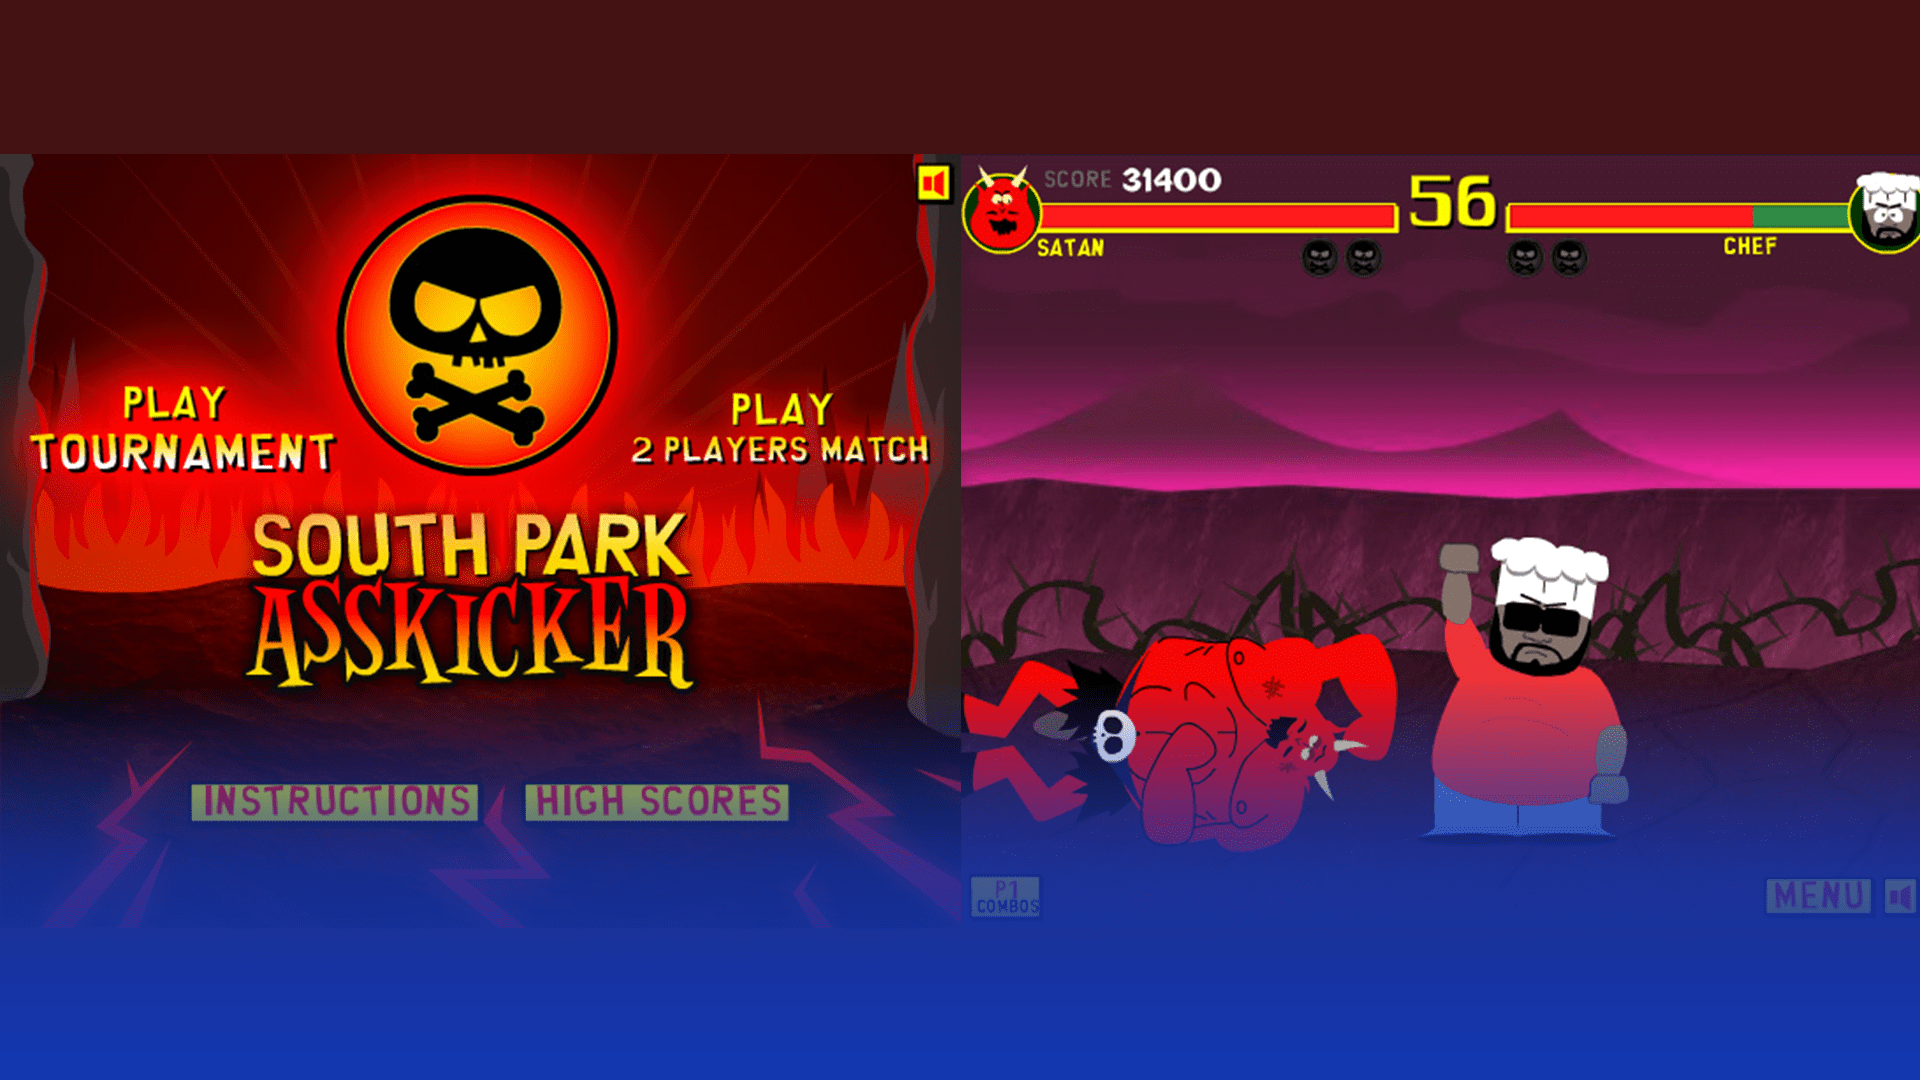 PLAY
TOURNAMENT
PLAY
2 PLAYERS MATCH
SOUTH PARK
ASSKICKER
INSTRUCTIONS
HIGH SCORES
SCORE 31400
56
SATAN
CHEF
P1
COMBOS
MENU